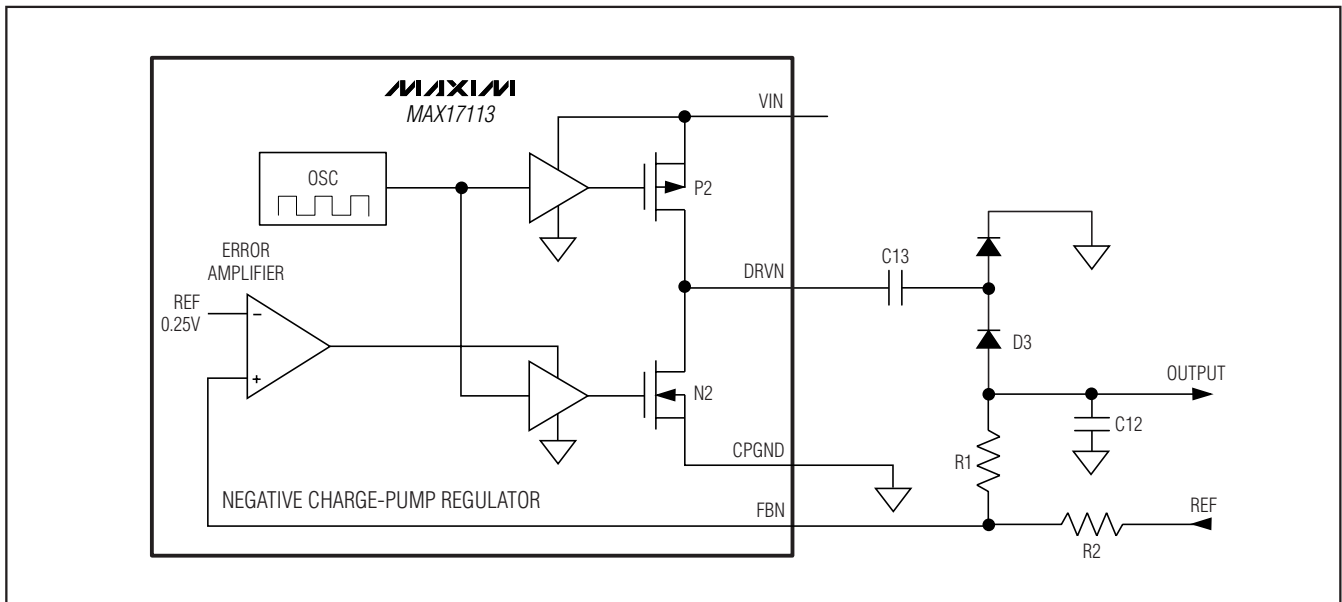 MAXIM
MAX17113
OSC
ERROR
AMPLIFIER
REF
0.25V
−
+
NEGATIVE CHARGE-PUMP REGULATOR
VIN
P2
DRVN
N2
CPGND
FBN
C13
D3
OUTPUT
C12
R1
REF
R2